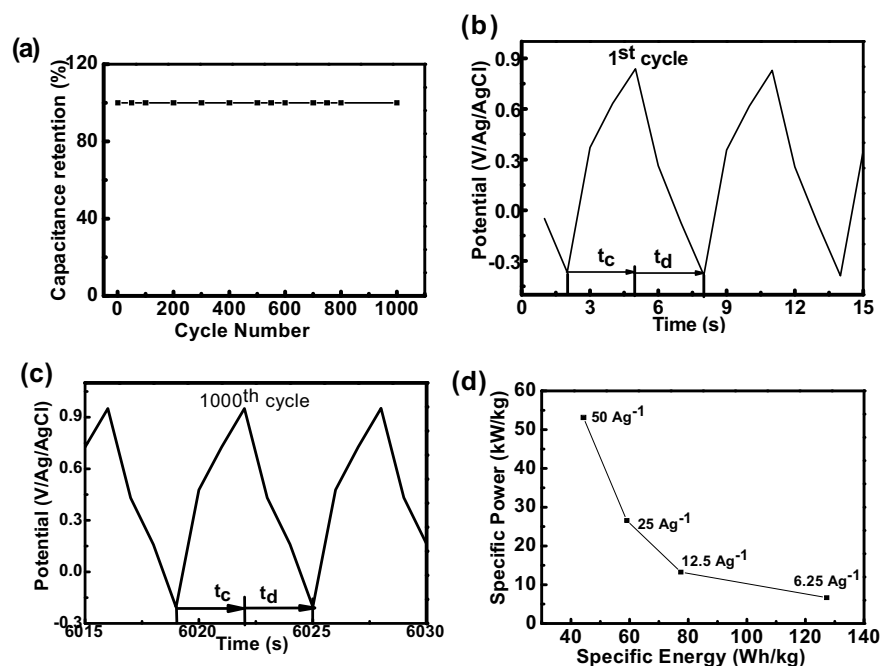 (a)
120
80
40
0
Capacitance retention (%)
0 200 400 600 800 1000
Cycle Number
(b)
0.9
0.6
0.3
0.0
-0.3
Potential (V/Ag/AgCl)
1st cycle
tc td
0 3 6 9 12 15
Time (s)
(c)
0.9
0.6
0.3
0.0
-0.3
Potential (V/Ag/AgCl)
1000th cycle
tc td
6015 6020 6025 6030
Time (s)
(d)
60
50
40
30
20
10
0
Specific Power (kW/kg)
50 Ag-1
25 Ag-1
12.5 Ag-1
6.25 Ag-1
40 60 80 100 120 140
Specific Energy (Wh/kg)